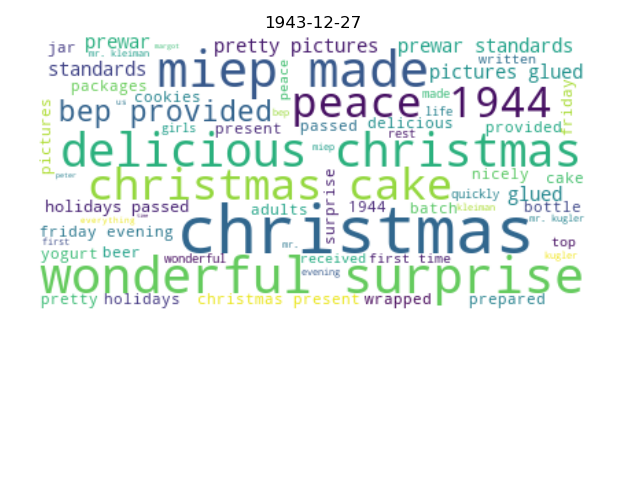 1943-12-27
jar prewar mr. kleiman margot pretty pictures prewar standards
standards miep made peace written pictures glued
packages cookies us bep provided bep peace 1944 made life friday
pictures girls present passed delicious rest provided
delicious christmas miep
peter christmas cake surprise nicely cake quickly glued
holidays passed everything cake adults 1944 batch kleiman bottle mr. kugler
friday evening first christmas mr. top
yogurt beer wonderful received first time kugler
wonderful surprise evening
pretty holidays christmas present wrapped prepared